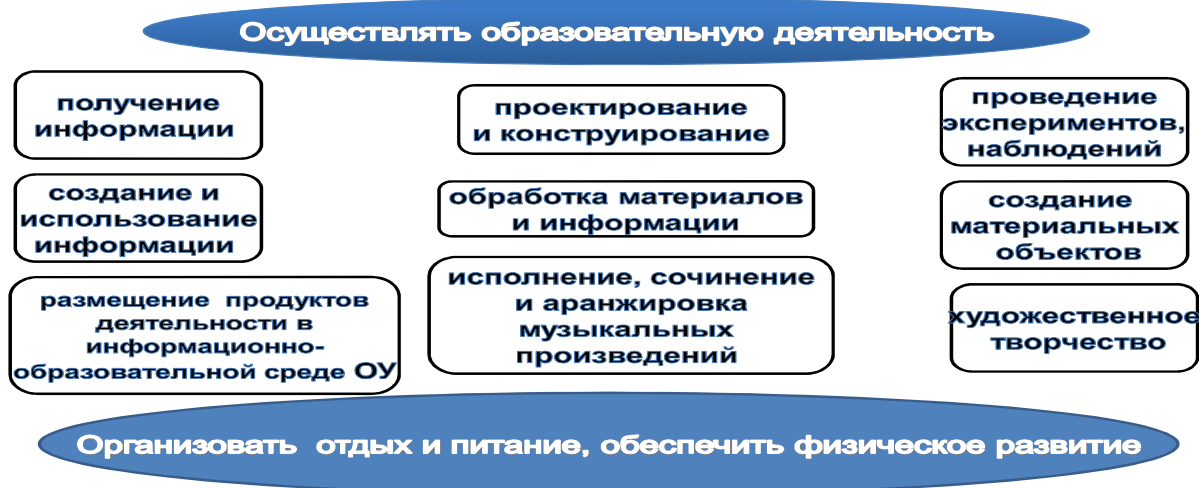 Осуществлять образовательную деятельность
получение
информации
проектирование
и конструирование
проведение
экспериментов,
наблюдений
создание и
использование
информации
обработка материалов
и информации
создание
материальных
объектов
размещение продуктов
деятельности в
информационно-
образовательной среде ОУ
исполнение, сочинение
и аранжировка
музыкальных
произведений
художественное
творчество
Организовать отдых и питание, обеспечить физическое развитие